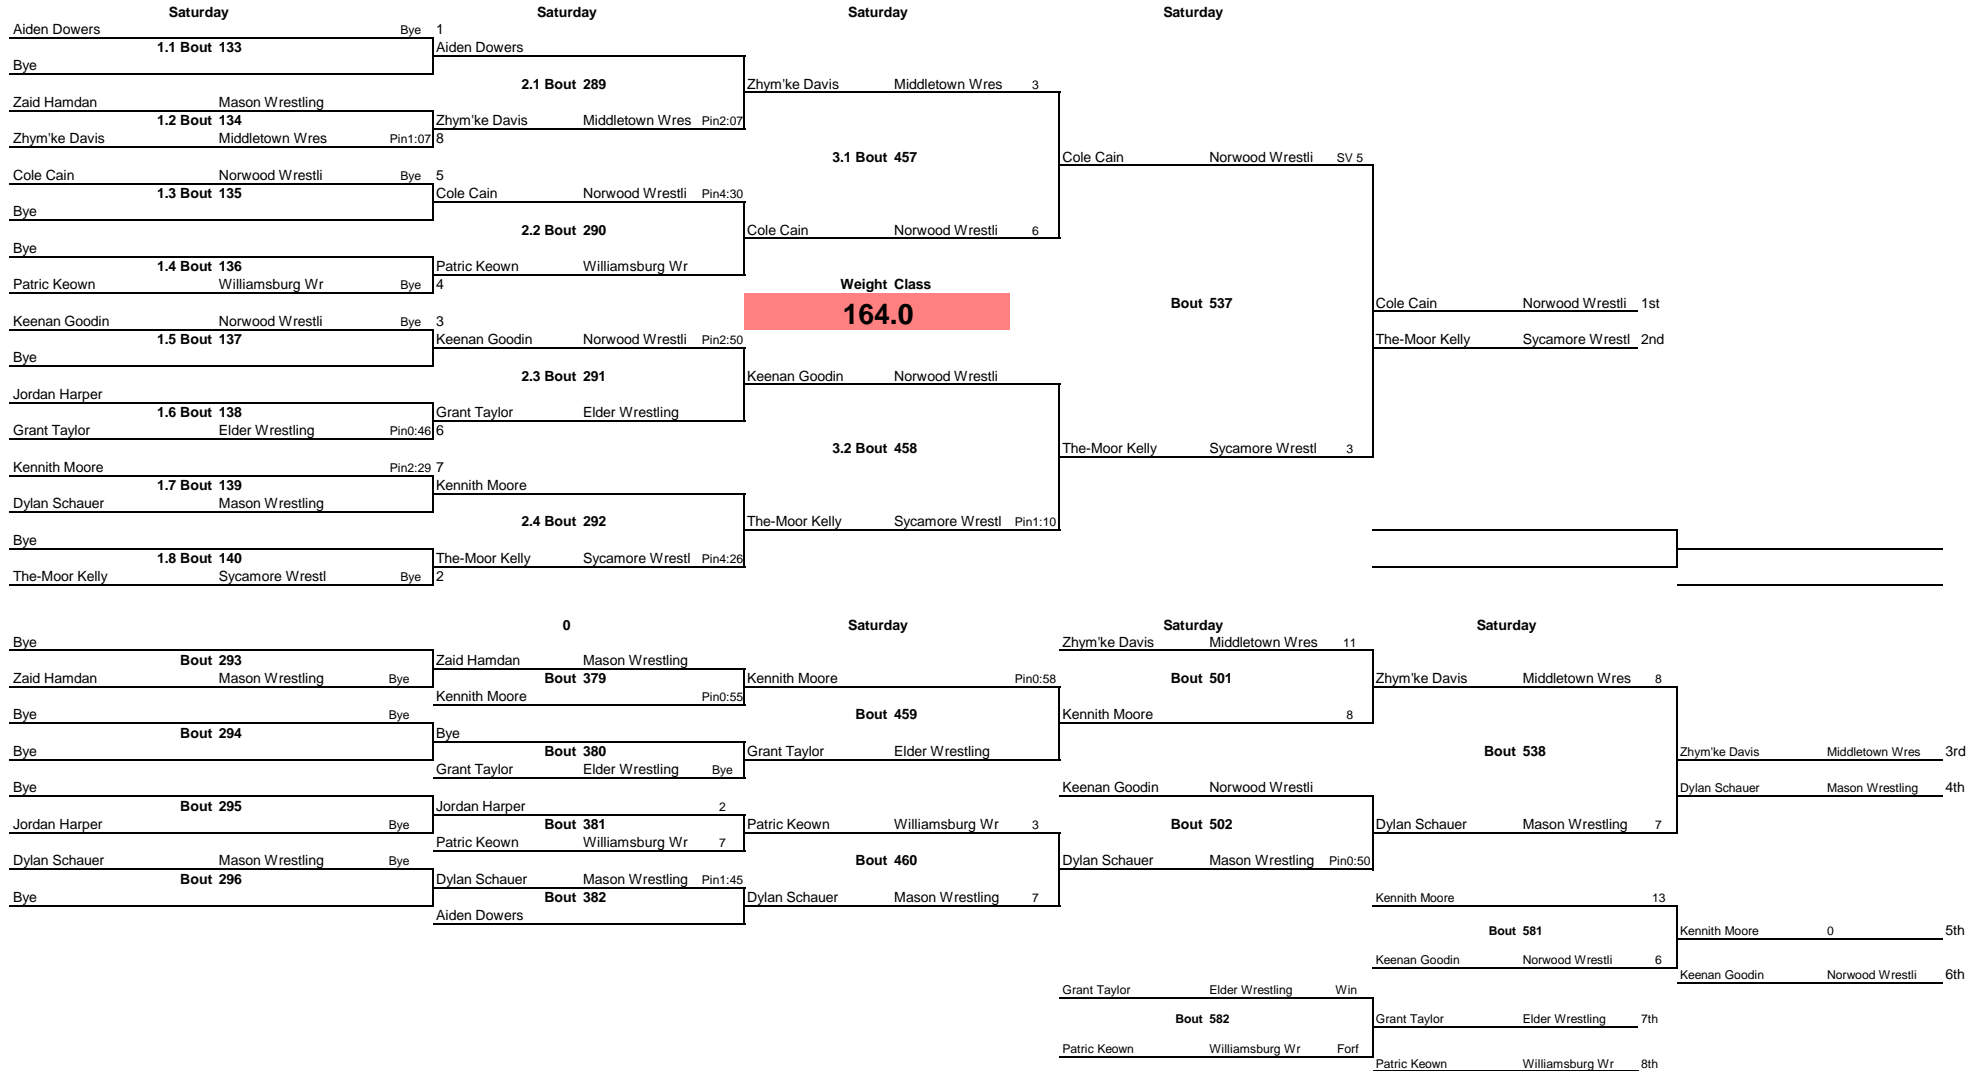 Saturday Saturday Saturday Saturday
Aiden Dowers Bye 1
1.1 Bout 133 Aiden Dowers
Bye
2.1 Bout 289 Zhym'ke Davis Middletown Wres 3
Zaid Hamdan Mason Wrestling
1.2 Bout 134 Zhym'ke Davis Middletown Wres Pin2:07
Zhym'ke Davis Middletown Wres Pin1:07 8
3.1 Bout 457 Cole Cain Norwood Wrestli SV 5
Cole Cain Norwood Wrestli Bye 5
1.3 Bout 135 Cole Cain Norwood Wrestli Pin4:30
Bye
2.2 Bout 290 Cole Cain Norwood Wrestli 6
Bye
1.4 Bout 136 Patric Keown Williamsburg Wr
Patric Keown Williamsburg Wr Bye 4 Weight Class
164.0 Bout 537 Cole Cain Norwood Wrestli 1st
Keenan Goodin Norwood Wrestli Bye 3
1.5 Bout 137 Keenan Goodin Norwood Wrestli Pin2:50 The-Moor Kelly Sycamore Wrestl 2nd
Bye
2.3 Bout 291 Keenan Goodin Norwood Wrestli
Jordan Harper
1.6 Bout 138 Grant Taylor Elder Wrestling
Grant Taylor Elder Wrestling Pin0:46 6
3.2 Bout 458 The-Moor Kelly Sycamore Wrestl 3
Kennith Moore Pin2:29 7
1.7 Bout 139 Kennith Moore
Dylan Schauer Mason Wrestling
2.4 Bout 292 The-Moor Kelly Sycamore Wrestl Pin1:10
Bye
1.8 Bout 140 The-Moor Kelly Sycamore Wrestl Pin4:26
The-Moor Kelly Sycamore Wrestl Bye 2
0 Saturday Saturday Saturday
Bye Zhym'ke Davis Middletown Wres 11
Bout 293 Zaid Hamdan Mason Wrestling
Zaid Hamdan Mason Wrestling Bye Bout 379 Kennith Moore Pin0:58 Bout 501 Zhym'ke Davis Middletown Wres 8
Kennith Moore Pin0:55
Bye Bye Bout 459 Kennith Moore 8
Bout 294 Bye
Bye Bout 380 Grant Taylor Elder Wrestling Bout 538 Zhym'ke Davis Middletown Wres 3rd
Grant Taylor Elder Wrestling Bye
Bye Keenan Goodin Norwood Wrestli Dylan Schauer Mason Wrestling 4th
Bout 295 Jordan Harper 2
Jordan Harper Bye Bout 381 Patric Keown Williamsburg Wr 3 Bout 502 Dylan Schauer Mason Wrestling 7
Patric Keown Williamsburg Wr 7
Dylan Schauer Mason Wrestling Bye Bout 460 Dylan Schauer Mason Wrestling Pin0:50
Bout 296 Dylan Schauer Mason Wrestling Pin1:45
Bye Bout 382 Dylan Schauer Mason Wrestling 7 Kennith Moore 13
Aiden Dowers
Bout 581 Kennith Moore 0 5th
Keenan Goodin Norwood Wrestli 6
Keenan Goodin Norwood Wrestli 6th
Grant Taylor Elder Wrestling Win
Bout 582 Grant Taylor Elder Wrestling 7th
Patric Keown Williamsburg Wr Forf
Patric Keown Williamsburg Wr 8th